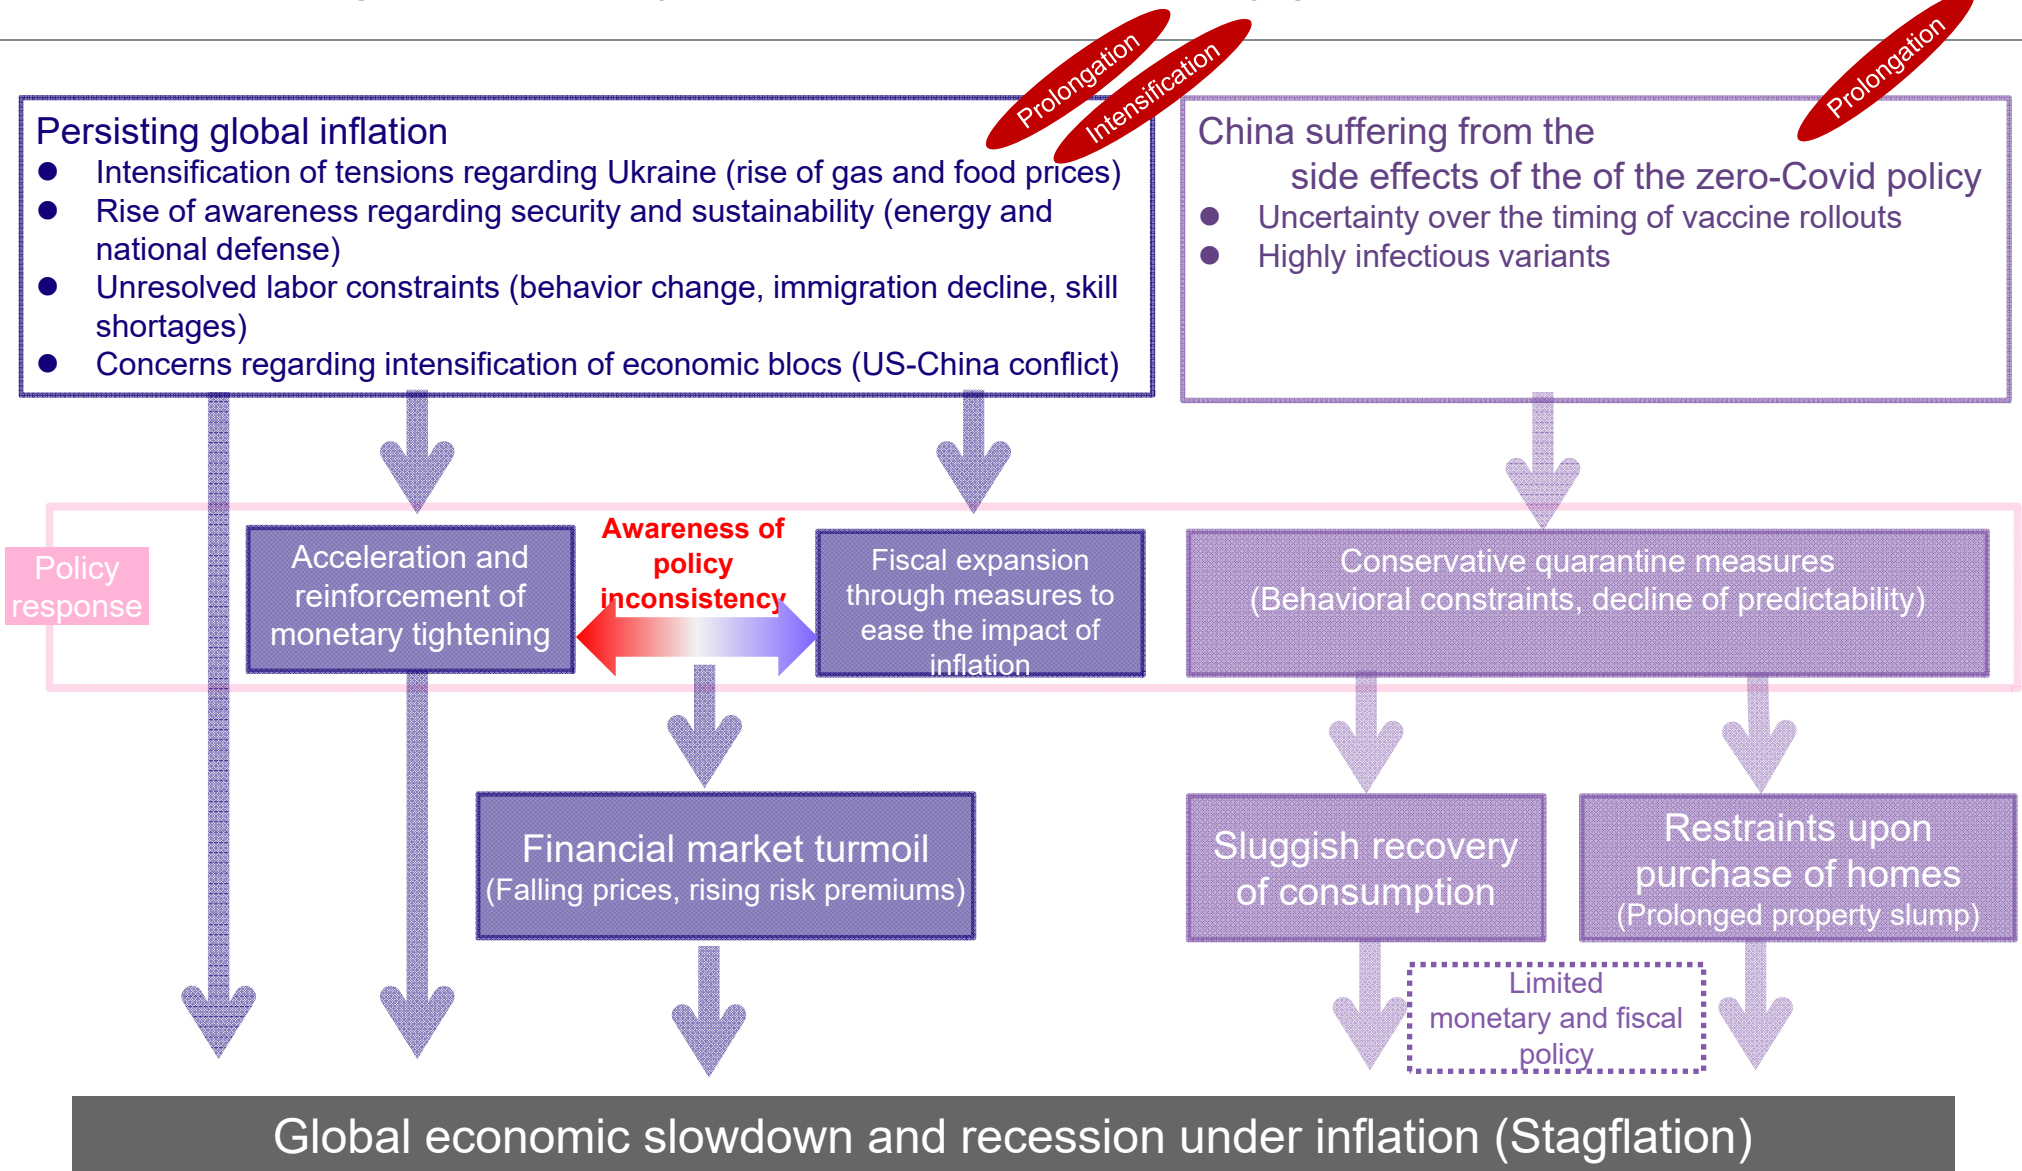 Prolongation
Intensification
Prolongation
Persisting global inflation
● Intensification of tensions regarding Ukraine (rise of gas and food prices)
● Rise of awareness regarding security and sustainability (energy and
national defense)
● Unresolved labor constraints (behavior change, immigration decline, skill
shortages)
● Concerns regarding intensification of economic blocs (US-China conflict)
China suffering from the
side effects of the of the zero-Covid policy
● Uncertainty over the timing of vaccine rollouts
● Highly infectious variants
Policy
response
Acceleration and
reinforcement of
monetary tightening
Awareness of
policy
inconsistency
Fiscal expansion
through measures to
ease the impact of
inflation
Conservative quarantine measures
(Behavioral constraints, decline of predictability)
Financial market turmoil
(Falling prices, rising risk premiums)
Sluggish recovery
of consumption
Restraints upon
purchase of homes
(Prolonged property slump)
Limited
monetary and fiscal
policy
Global economic slowdown and recession under inflation (Stagflation)